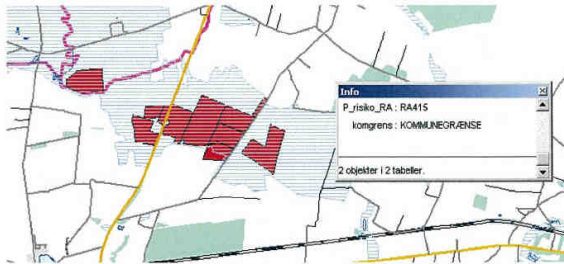 Info
P_risiko_RA : RA415
komgrens : KOMMUNEGRÆNSE
2 objekter i 2 tabeller.